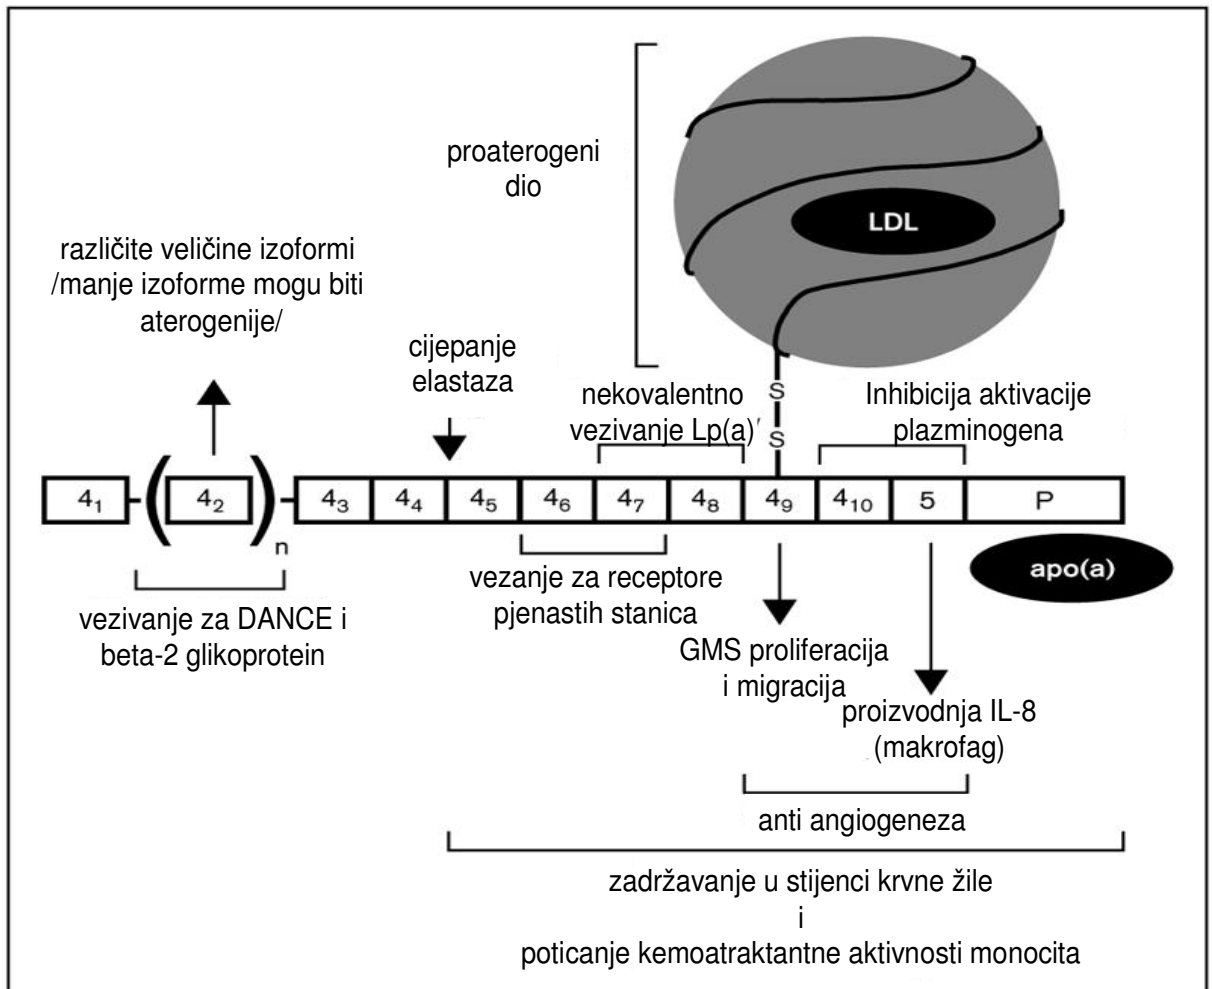 proaterogeni
dio
LDL
različite veličine izoformi
/manje izoforme mogu biti
aterogenije/
cijepanje
elastaza
nekovalentno
vezivanje Lp(a)'
S
S
Inhibicija aktivacije
plazminogena
4₁ (4₂)n 4₃ 4₄ 4₅ 4₆ 4₇ 4₈ 4₉ 4₁₀ 5 P
apo(a)
vezivanje za DANCE i
beta-2 glikoprotein
vezanje za receptore
pjenastih stanica
GMS proliferacija
i migracija
proizvodnja IL-8
(makrofag)
anti angiogeneza
zadržavanje u stijenci krvne žile
i
poticanje kemoatraktantne aktivnosti monocita